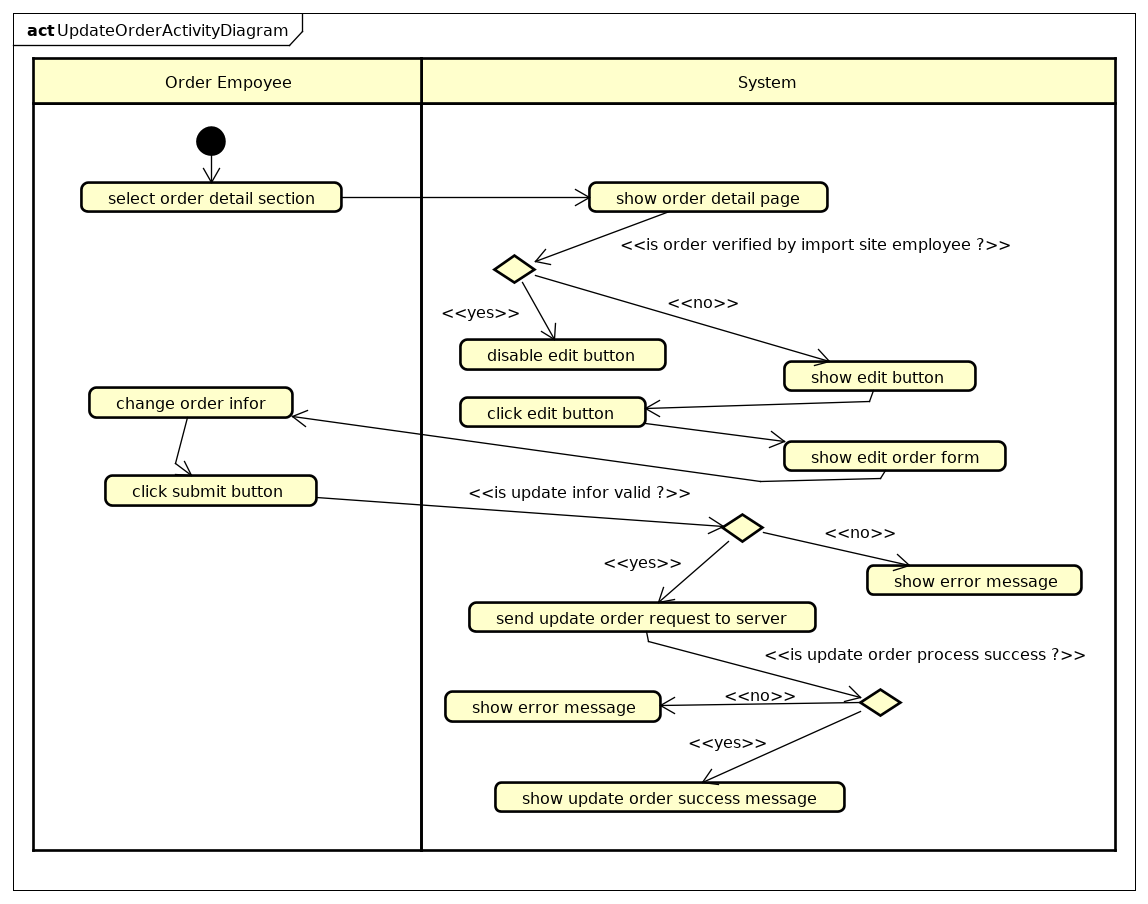 act UpdateOrderActivityDiagram
Order Empoyee
System
select order detail section
show order detail page
<<is order verified by import site employee ?>>
<<no>>
<<yes>>
disable edit button
show edit button
change order infor
click edit button
show edit order form
click submit button
<<is update infor valid ?>>
<<no>>
<<yes>>
show error message
send update order request to server
<<is update order process success ?>>
<<no>>
show error message
<<yes>>
show update order success message